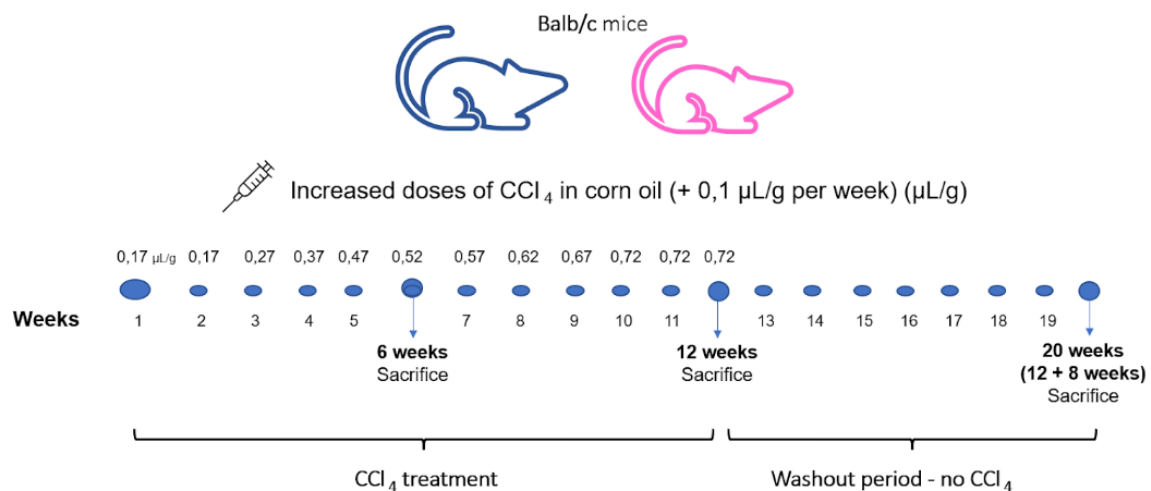 Balb/c mice
Increased doses of CCl₄ in corn oil (+ 0,1 µL/g per week) (µL/g)
0,17 µL/g 0,17 0,27 0,37 0,47 0,52 0,57 0,62 0,67 0,72 0,72 0,72
Weeks 1 2 3 4 5 7 8 9 10 11 13 14 15 16 17 18 19
6 weeks
Sacrifice
12 weeks
Sacrifice
20 weeks
(12 + 8 weeks)
Sacrifice
CCl₄ treatment
Washout period - no CCl₄